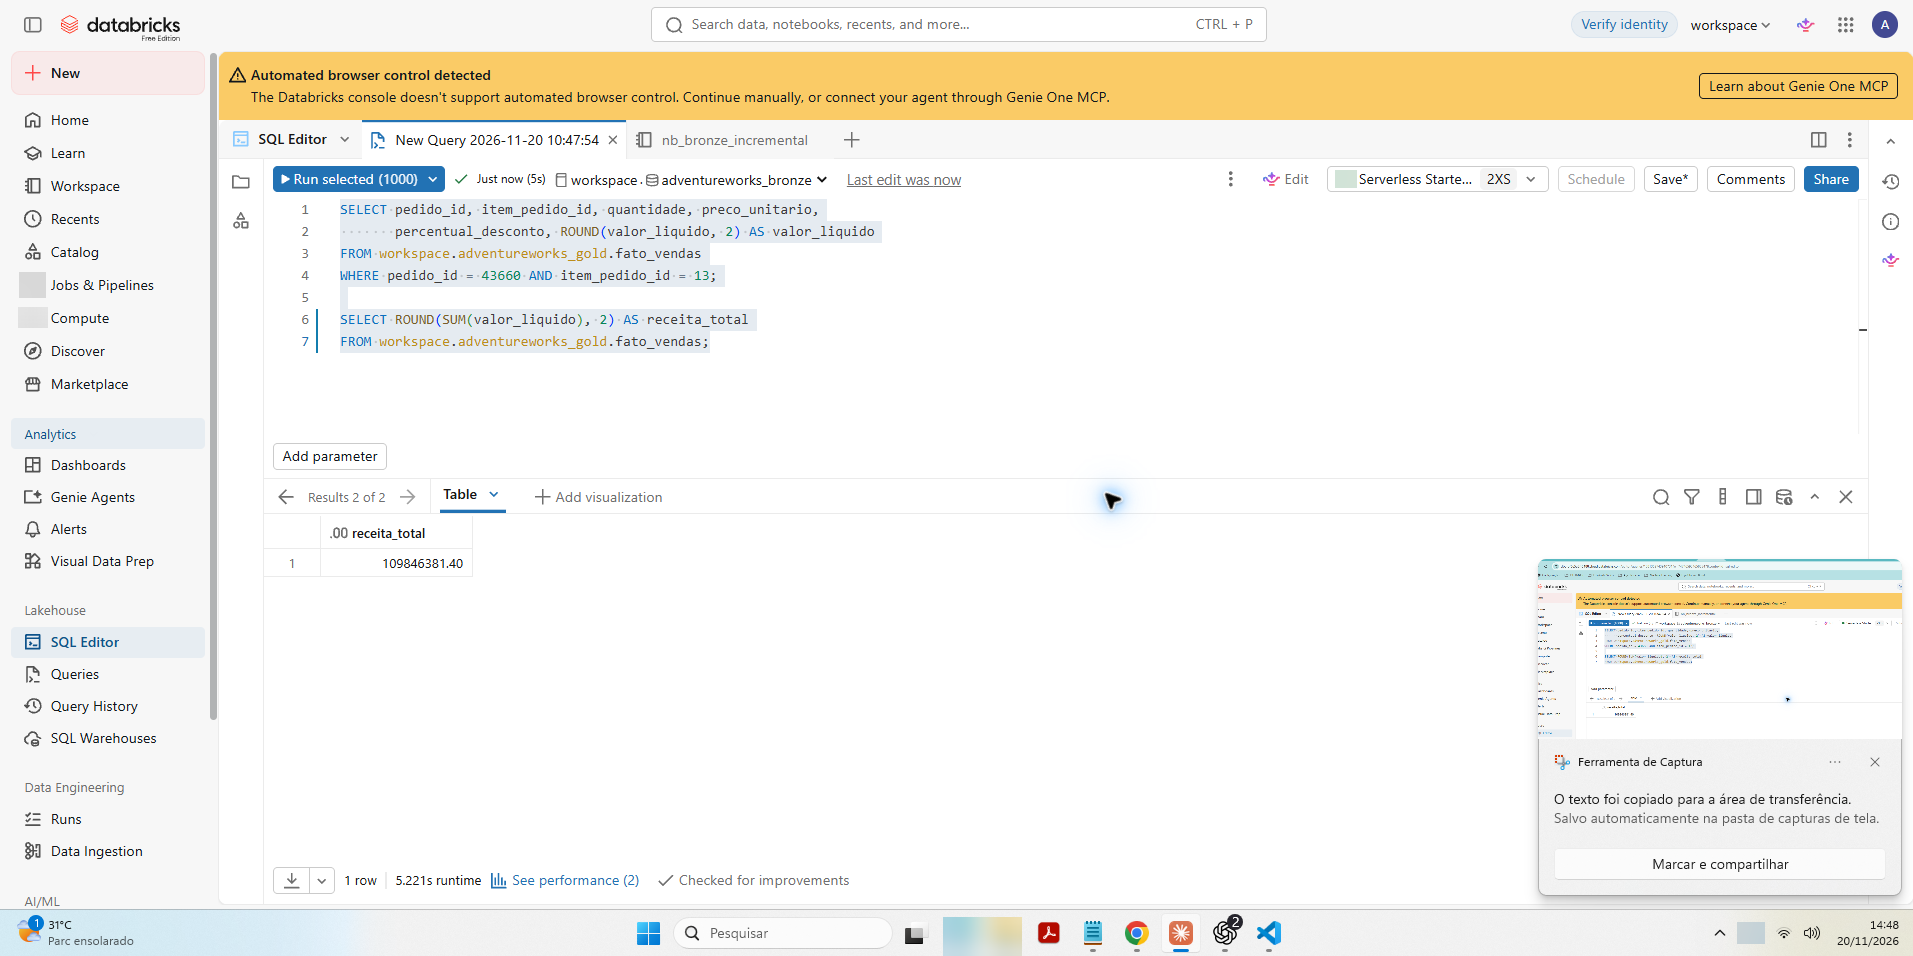 databricks
Free Edition
Search data, notebooks, recents, and more...
CTRL + P
Verify identity
workspace
A
New
Home
Learn
Workspace
Recents
Catalog
Jobs & Pipelines
Compute
Discover
Marketplace
Analytics
Dashboards
Genie Agents
Alerts
Visual Data Prep
Lakehouse
SQL Editor
Queries
Query History
SQL Warehouses
Data Engineering
Runs
Data Ingestion
AI/ML
Automated browser control detected
The Databricks console doesn't support automated browser control. Continue manually, or connect your agent through Genie One MCP.
Learn about Genie One MCP
SQL Editor
New Query 2026-11-20 10:47:54
nb_bronze_incremental
Run selected (1000)
Just now (5s)
workspace . adventureworks_bronze
Last edit was now
Edit
Serverless Starte...
2XS
Schedule
Save*
Comments
Share
1 SELECT pedido_id, item_pedido_id, quantidade, preco_unitario,
2 percentual_desconto, ROUND(valor_liquido, 2) AS valor_liquido
3 FROM workspace.adventureworks_gold.fato_vendas
4 WHERE pedido_id = 43660 AND item_pedido_id = 13;
5
6 SELECT ROUND(SUM(valor_liquido), 2) AS receita_total
7 FROM workspace.adventureworks_gold.fato_vendas;
Add parameter
Results 2 of 2
Table
Add visualization
.00 receita_total
1 109846381.40
1 row
5.221s runtime
See performance (2)
Checked for improvements
Ferramenta de Captura
O texto foi copiado para a área de transferência.
Salvo automaticamente na pasta de capturas de tela.
Marcar e compartilhar
1
31°C
Parc ensolarado
Pesquisar
2
14:48
20/11/2026